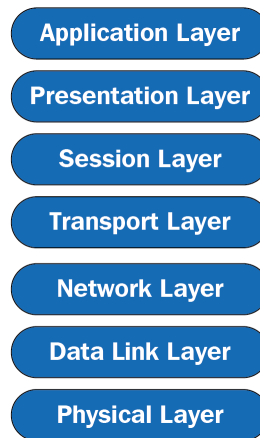 Application Layer
Presentation Layer
Session Layer
Transport Layer
Network Layer
Data Link Layer
Physical Layer